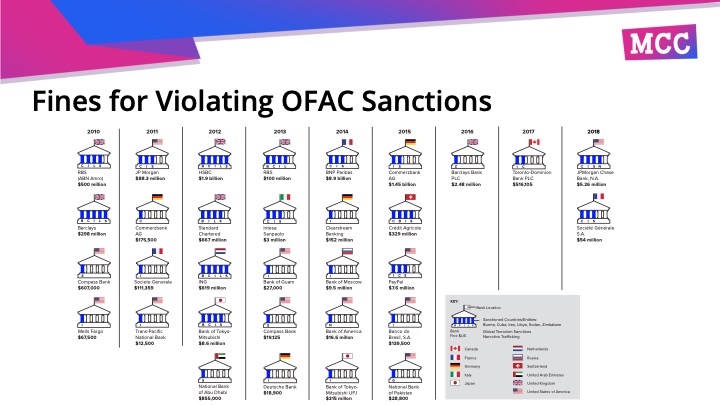 MCC
Fines for Violating OFAC Sanctions
2010 2011 2012 2013 2014 2015 2016 2017 2018
RBS
(ABN Amro)
$500 million
JP Morgan
$88.3 million
HSBC
$1.9 billion
RBS
$100 million
BNP Paribas
$8.9 billion
Commerzbank
AG
$1.45 billion
Barclays Bank
PLC
$2.48 million
Toronto-Dominion
Bank PLC
$516,105
JPMorgan Chase
Bank, N.A.
$5.26 million
Barclays
$298 million
Commerzbank
AG
$175,500
Standard
Chartered
$667 million
Intese
Sanpaolo
$3 million
Clearstream
Banking
$152 million
Crédit Agricole
$329 million
Société Générale
S.A.
$54 million
Compass Bank
$607,000
Societe Generale
$111,359
ING
$619 million
Bank of Guam
$27,000
Bank of Moscow
$9.5 million
PayPal
$7.6 million
Wells Fargo
$67,500
Trans-Pacific
National Bank
$12,500
Bank of Tokyo-
Mitsubishi
$8.6 million
Compass Bank
$19,125
Bank of America
$16.6 million
Banco do
Brasil, S.A.
$139,500
National Bank
of Abu Dhabi
$855,000
Deutsche Bank
$18,900
Bank of Tokyo-
Mitsubishi UFJ
$315 million
National Bank
of Pakistan
$28,800
KEY:
Bank Location
Sanctioned Countries/Entities
Burma, Cuba, Iran, Libya, Sudan, Zimbabwe
Bank
Fine $US
Global Terrorism Sanctions
Narcotics Trafficking
Canada
Netherlands
France
Russia
Germany
Switzerland
Italy
United Arab Emirates
Japan
United Kingdom
United States of America